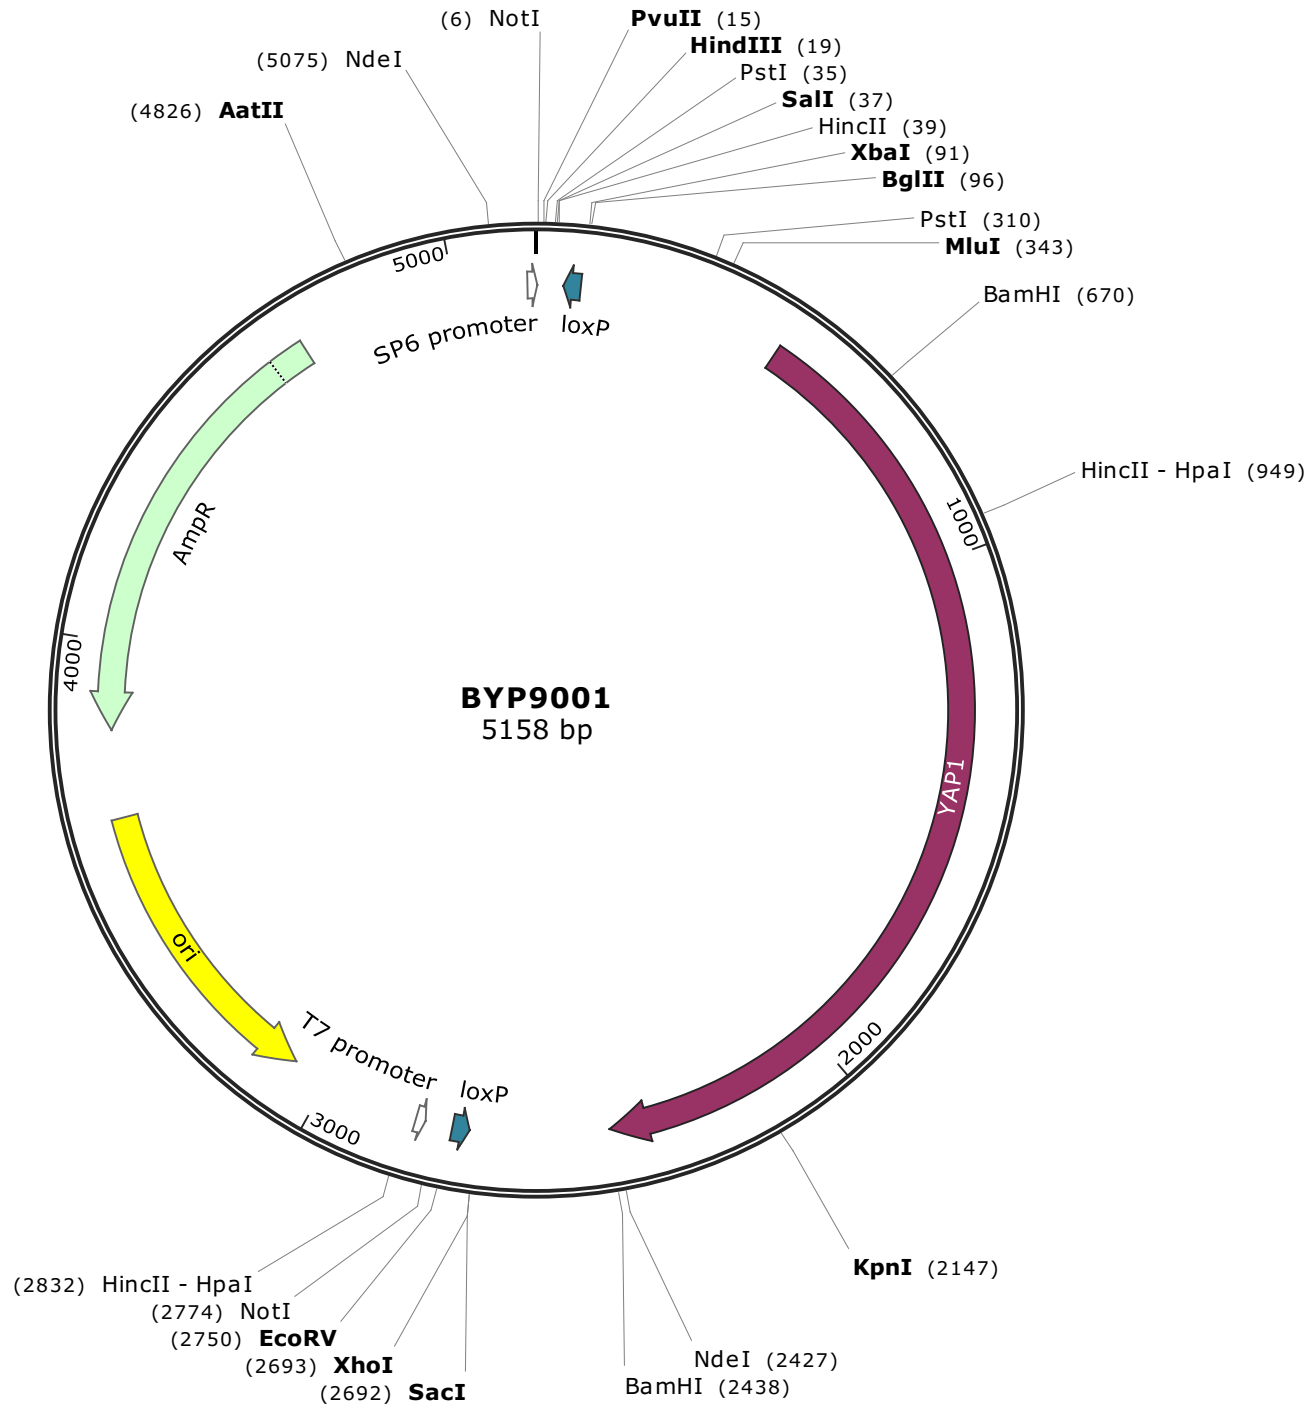 (6) NotI
PvuII (15)
HindIII (19)
(5075) NdeI
PstI (35)
SalI (37)
(4826) AatII
HincII (39)
XbaI (91)
BglII (96)
PstI (310)
MluI (343)
5000
BamHI (670)
SP6 promoter
loxP
HincII - HpaI (949)
1000
AmpR
4000
BYP9001
5158 bp
YAP1
ori
T7 promoter
2000
loxP
3000
KpnI (2147)
(2832) HincII - HpaI
(2774) NotI
(2750) EcoRV
(2693) XhoI
NdeI (2427)
BamHI (2438)
(2692) SacI